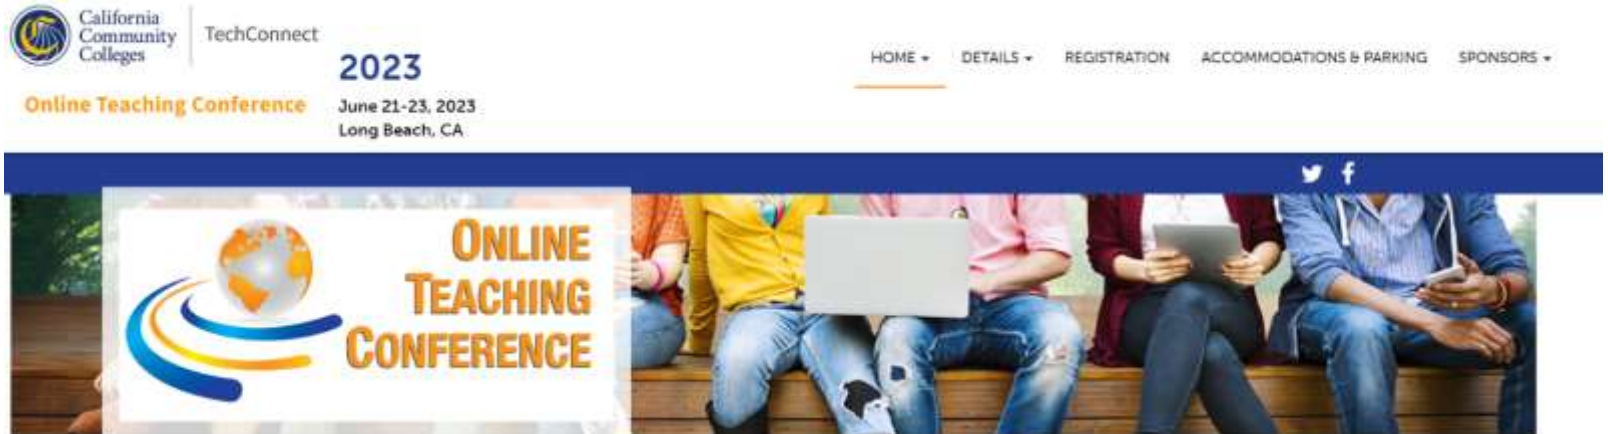 California
Community
Colleges
TechConnect
2023
Online Teaching Conference
June 21-23, 2023
Long Beach, CA
HOME
DETAILS
REGISTRATION
ACCOMMODATIONS & PARKING
SPONSORS
ONLINE
TEACHING
CONFERENCE